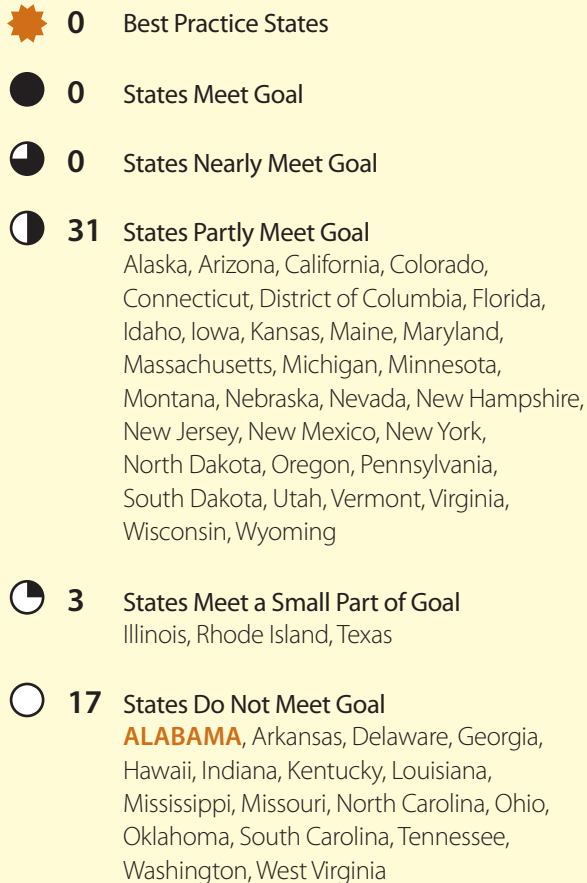 0 Best Practice States
0 States Meet Goal
0 States Nearly Meet Goal
31 States Partly Meet Goal
Alaska, Arizona, California, Colorado,
Connecticut, District of Columbia, Florida,
Idaho, Iowa, Kansas, Maine, Maryland,
Massachusetts, Michigan, Minnesota,
Montana, Nebraska, Nevada, New Hampshire,
New Jersey, New Mexico, New York,
North Dakota, Oregon, Pennsylvania,
South Dakota, Utah, Vermont, Virginia,
Wisconsin, Wyoming
3 States Meet a Small Part of Goal
Illinois, Rhode Island, Texas
17 States Do Not Meet Goal
ALABAMA, Arkansas, Delaware, Georgia,
Hawaii, Indiana, Kentucky, Louisiana,
Mississippi, Missouri, North Carolina, Ohio,
Oklahoma, South Carolina, Tennessee,
Washington, West Virginia